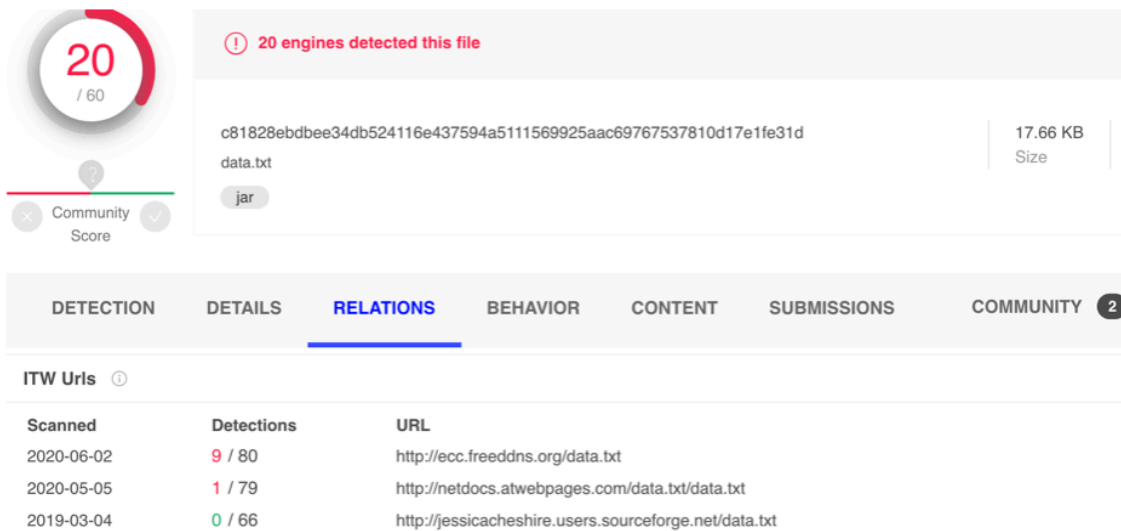 20
/ 60
?
Community
Score
20 engines detected this file
c81828ebdbee34db524116e437594a5111569925aac69767537810d17e1fe31d
data.txt
jar
17.66 KB
Size
DETECTION DETAILS RELATIONS BEHAVIOR CONTENT SUBMISSIONS COMMUNITY 2
ITW Urls
Scanned Detections URL
2020-06-02 9 / 80 http://ecc.freeddns.org/data.txt
2020-05-05 1 / 79 http://netdocs.atwebpages.com/data.txt/data.txt
2019-03-04 0 / 66 http://jessicacheshire.users.sourceforge.net/data.txt